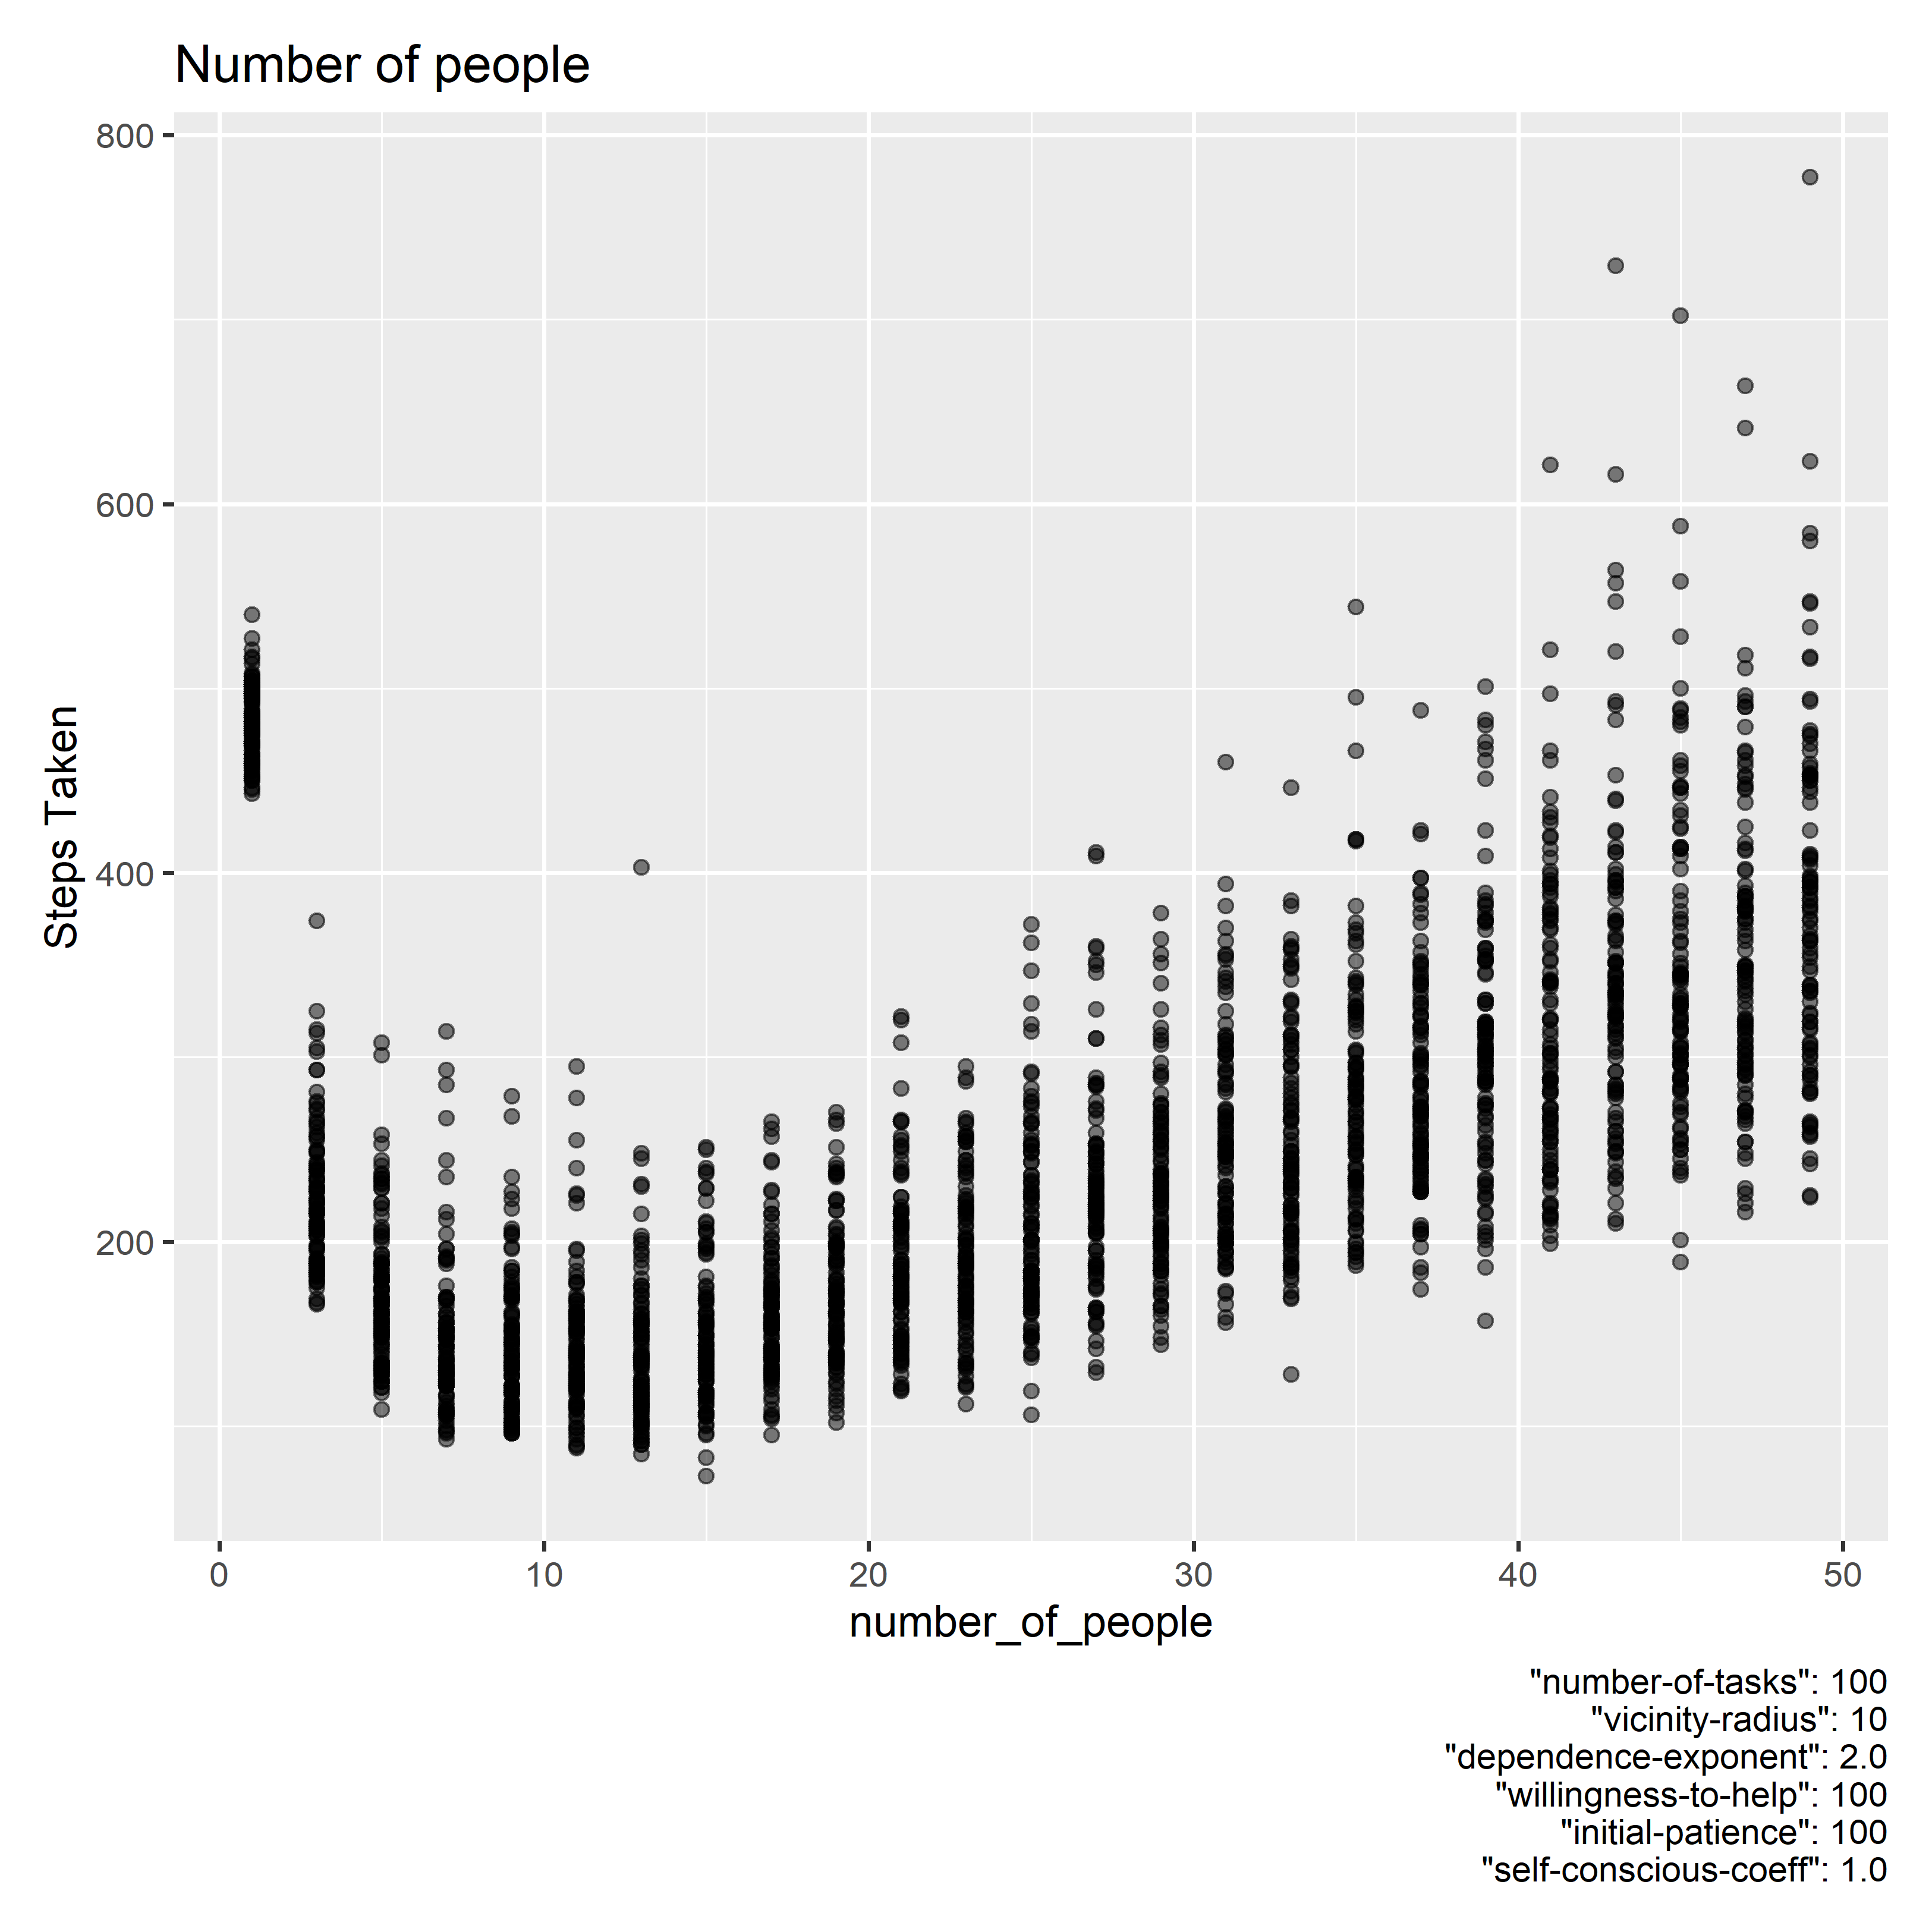 Number of people
800
600
400
200
Steps Taken
0 10 20 30 40 50
number_of_people
"number-of-tasks": 100
"vicinity-radius": 10
"dependence-exponent": 2.0
"willingness-to-help": 100
"initial-patience": 100
"self-conscious-coeff": 1.0